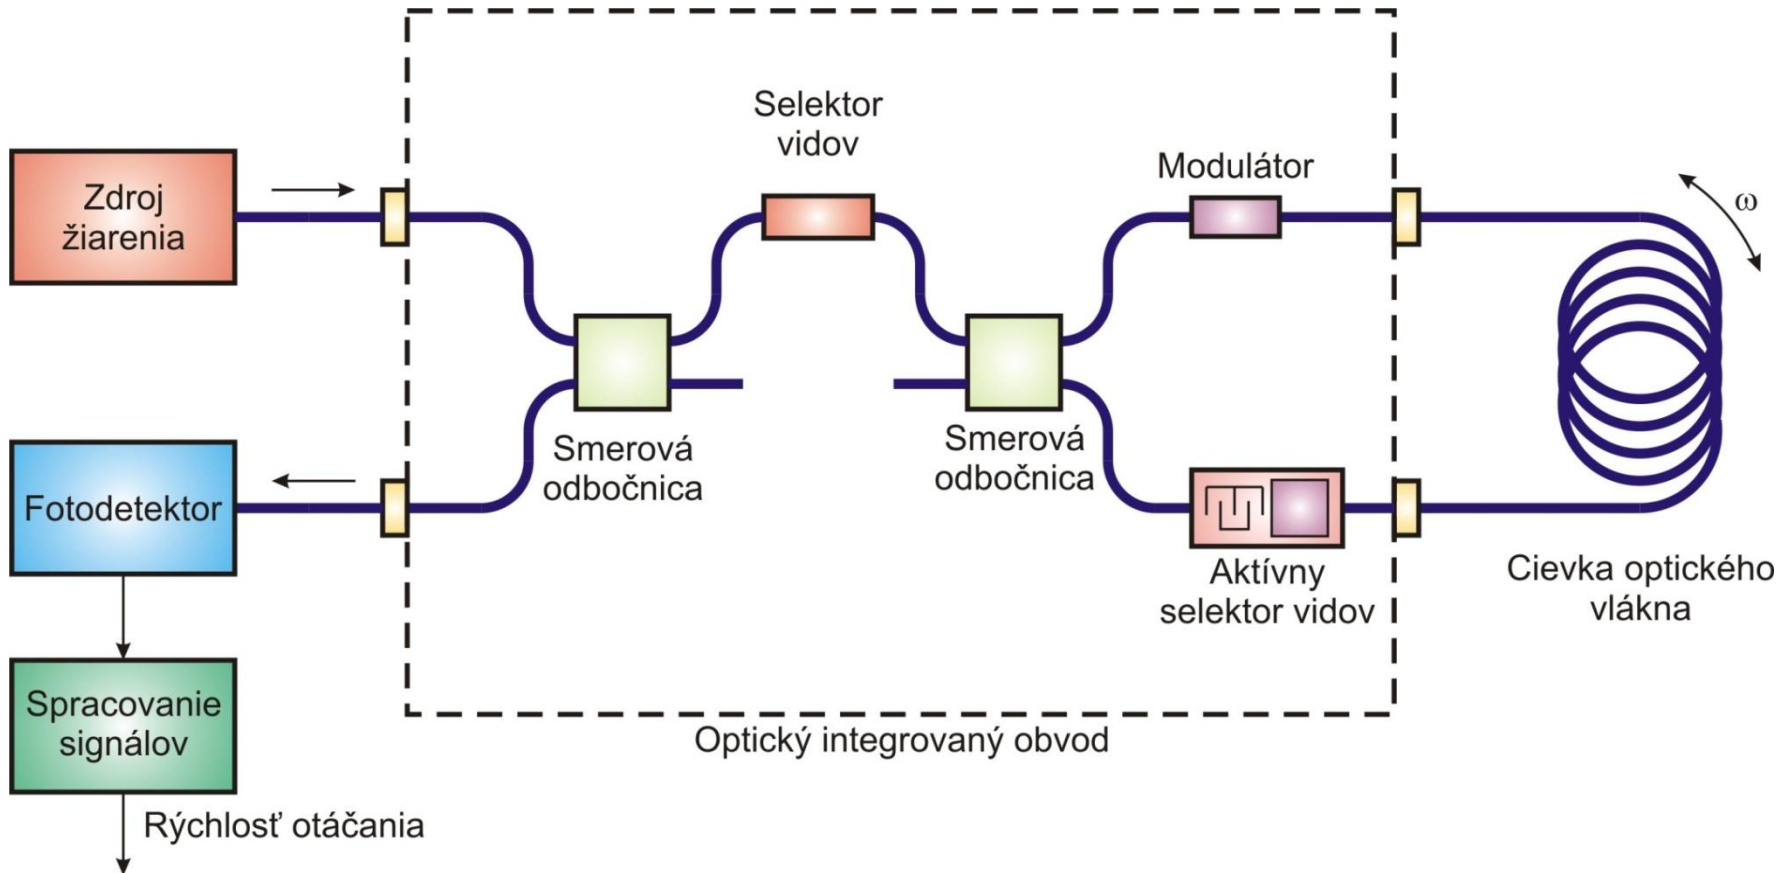 Zdroj
žiarenia
Selektor
vidov
Modulátor
ω
Smerová
odbočnica
Smerová
odbočnica
Fotodetektor
Aktívny
selektor vidov
Cievka optického
vlákna
Spracovanie
signálov
Optický integrovaný obvod
Rýchlosť otáčania